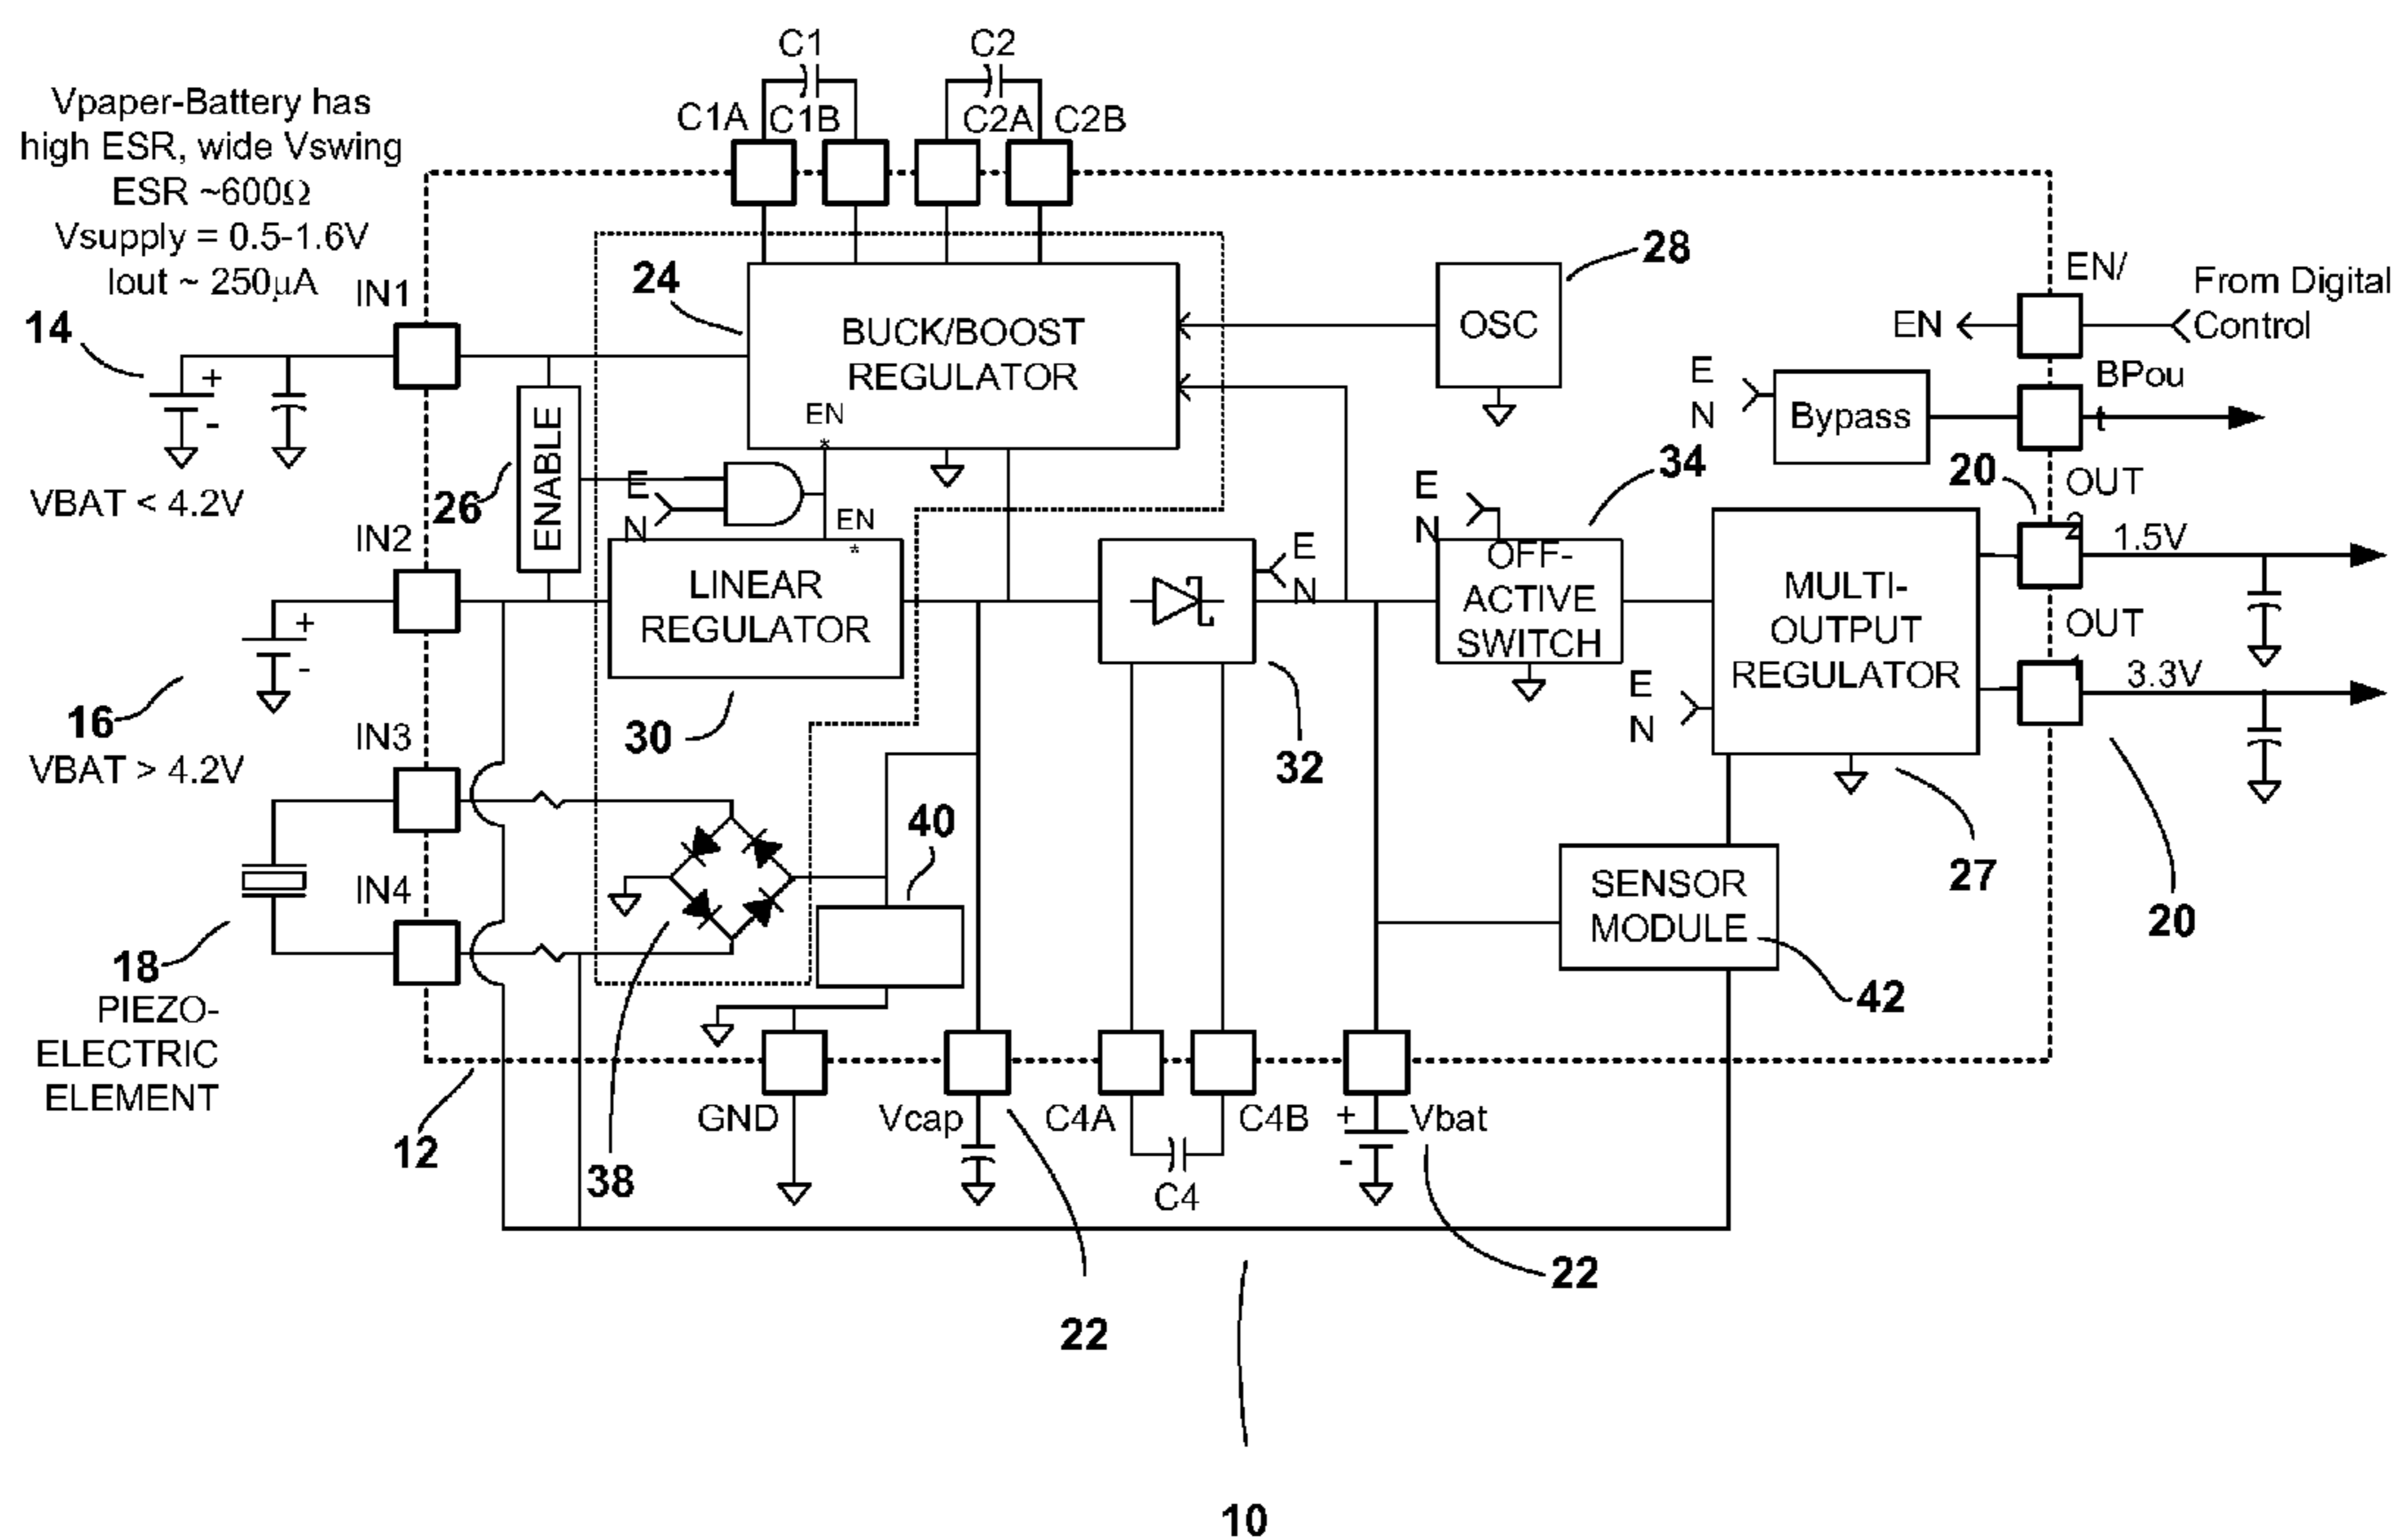 C1
C2
C1A
C1B
C2A
C2B
Vpaper-Battery has
high ESR, wide Vswing
ESR ~600Ω
Vsupply = 0.5-1.6V
Iout ~ 250µA
IN1
14
+
-
VBAT < 4.2V
24
BUCK/BOOST
REGULATOR
EN
*
28
OSC
EN/
EN
From Digital
Control
E
N
Bypass
BPou
t
26
ENABLE
E
N
EN
*
34
E
N
20
OUT
2
1.5V
IN2
+
-
16
VBAT > 4.2V
LINEAR
REGULATOR
30
E
N
32
OFF-
ACTIVE
SWITCH
E
N
MULTI-
OUTPUT
REGULATOR
27
OUT
1
3.3V
20
IN3
IN4
18
PIEZO-
ELECTRIC
ELEMENT
40
SENSOR
MODULE
42
12
38
GND
Vcap
C4A
C4B
C4
+
-
Vbat
22
22
10